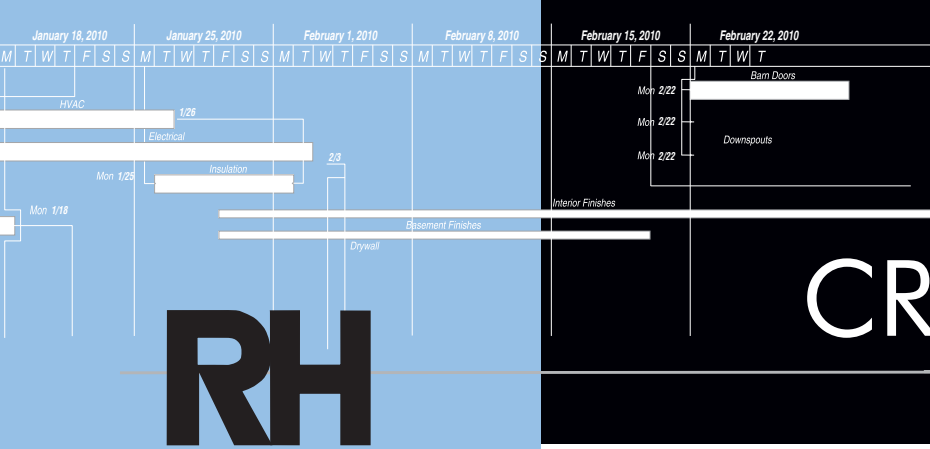 January 18, 2010 January 25, 2010 February 1, 2010 February 8, 2010 February 15, 2010 February 22, 2010
M T W T F S S M T W T F S S M T W T F S S M T W T F S S M T W T F S S M T W T
Barn Doors
Mon 2/22
HVAC
1/26
Mon 2/22
Electrical
Downspouts
Mon 2/22
2/3
Insulation
Mon 1/25
Interior Finishes
Mon 1/18
Basement Finishes
Drywall
CR
RH